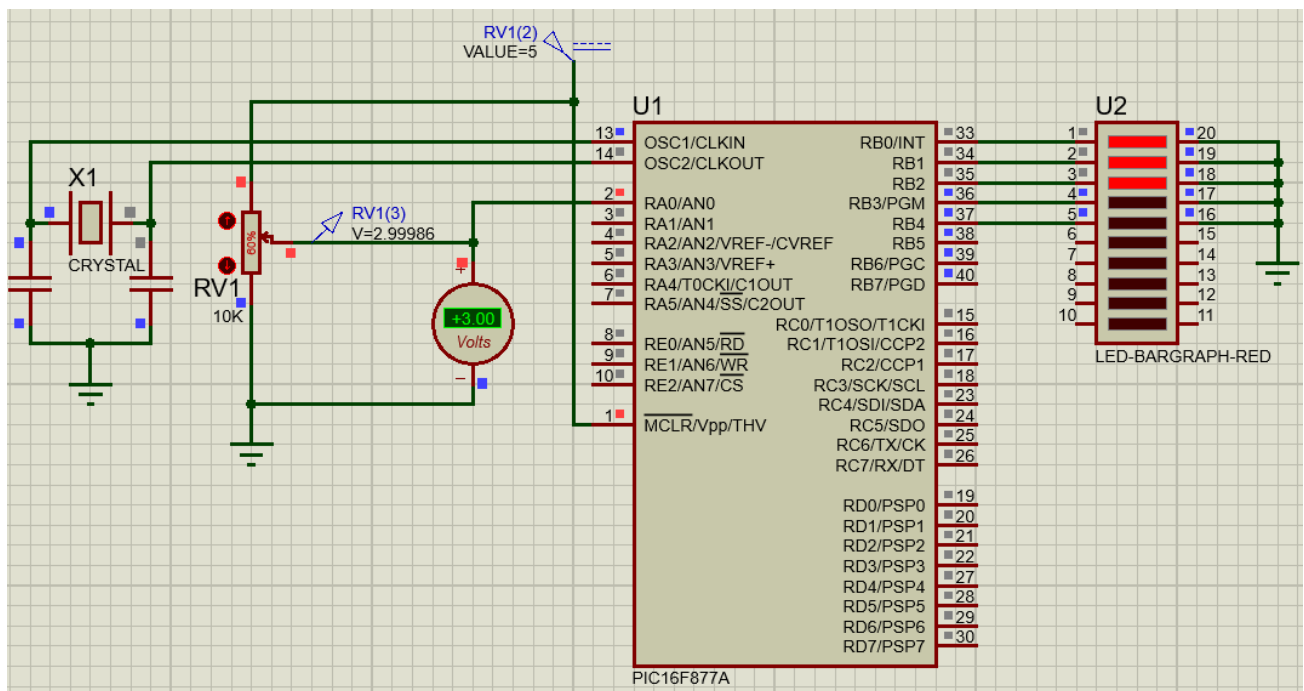 RV1(2)
VALUE=5
U1
U2
X1
CRYSTAL
RV1
10K
60%
RV1(3)
V=2.99986
+
+3.00
Volts
−
13 OSC1/CLKIN
14 OSC2/CLKOUT
2 RA0/AN0
3 RA1/AN1
4 RA2/AN2/VREF-/CVREF
5 RA3/AN3/VREF+
6 RA4/T0CKI/C1OUT
7 RA5/AN4/SS/C2OUT
8 RE0/AN5/RD
9 RE1/AN6/WR
10 RE2/AN7/CS
1 MCLR/Vpp/THV
RB0/INT 33
RB1 34
RB2 35
RB3/PGM 36
RB4 37
RB5 38
RB6/PGC 39
RB7/PGD 40
RC0/T1OSO/T1CKI 15
RC1/T1OSI/CCP2 16
RC2/CCP1 17
RC3/SCK/SCL 18
RC4/SDI/SDA 23
RC5/SDO 24
RC6/TX/CK 25
RC7/RX/DT 26
RD0/PSP0 19
RD1/PSP1 20
RD2/PSP2 21
RD3/PSP3 22
RD4/PSP4 27
RD5/PSP5 28
RD6/PSP6 29
RD7/PSP7 30
PIC16F877A
1 20
2 19
3 18
4 17
5 16
6 15
7 14
8 13
9 12
10 11
LED-BARGRAPH-RED